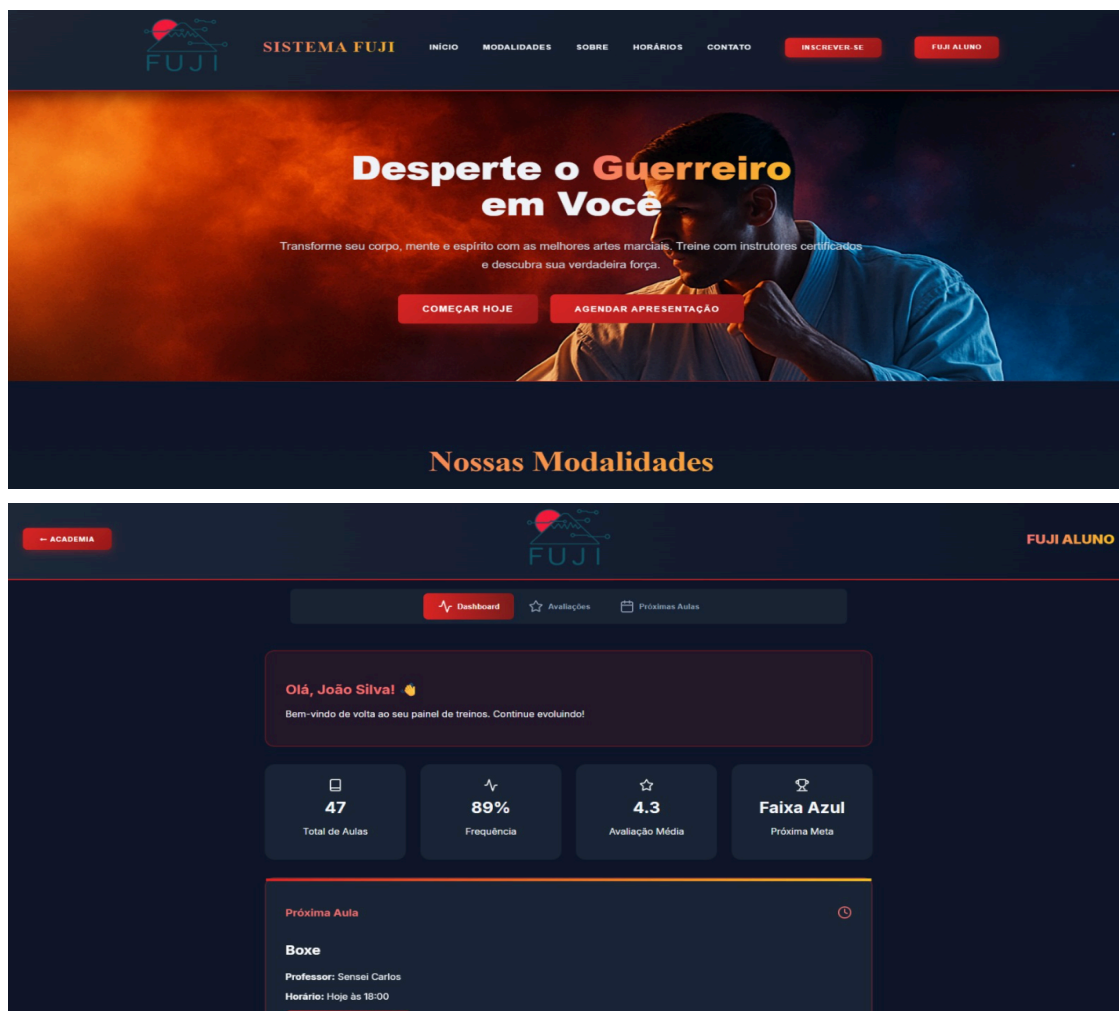 FUJI
SISTEMA FUJI
INÍCIO
MODALIDADES
SOBRE
HORÁRIOS
CONTATO
INSCREVER-SE
FUJI ALUNO
Desperte o Guerreiro
em Você
Transforme seu corpo, mente e espírito com as melhores artes marciais. Treine com instrutores certificados
e descubra sua verdadeira força.
COMEÇAR HOJE
AGENDAR APRESENTAÇÃO
Nossas Modalidades
← ACADEMIA
FUJI
FUJI ALUNO
Dashboard
Avaliações
Próximas Aulas
Olá, João Silva! 👏
Bem-vindo de volta ao seu painel de treinos. Continue evoluindo!
47
Total de Aulas
89%
Frequência
4.3
Avaliação Média
Faixa Azul
Próxima Meta
Próxima Aula
Boxe
Professor: Sensei Carlos
Horário: Hoje às 18:00